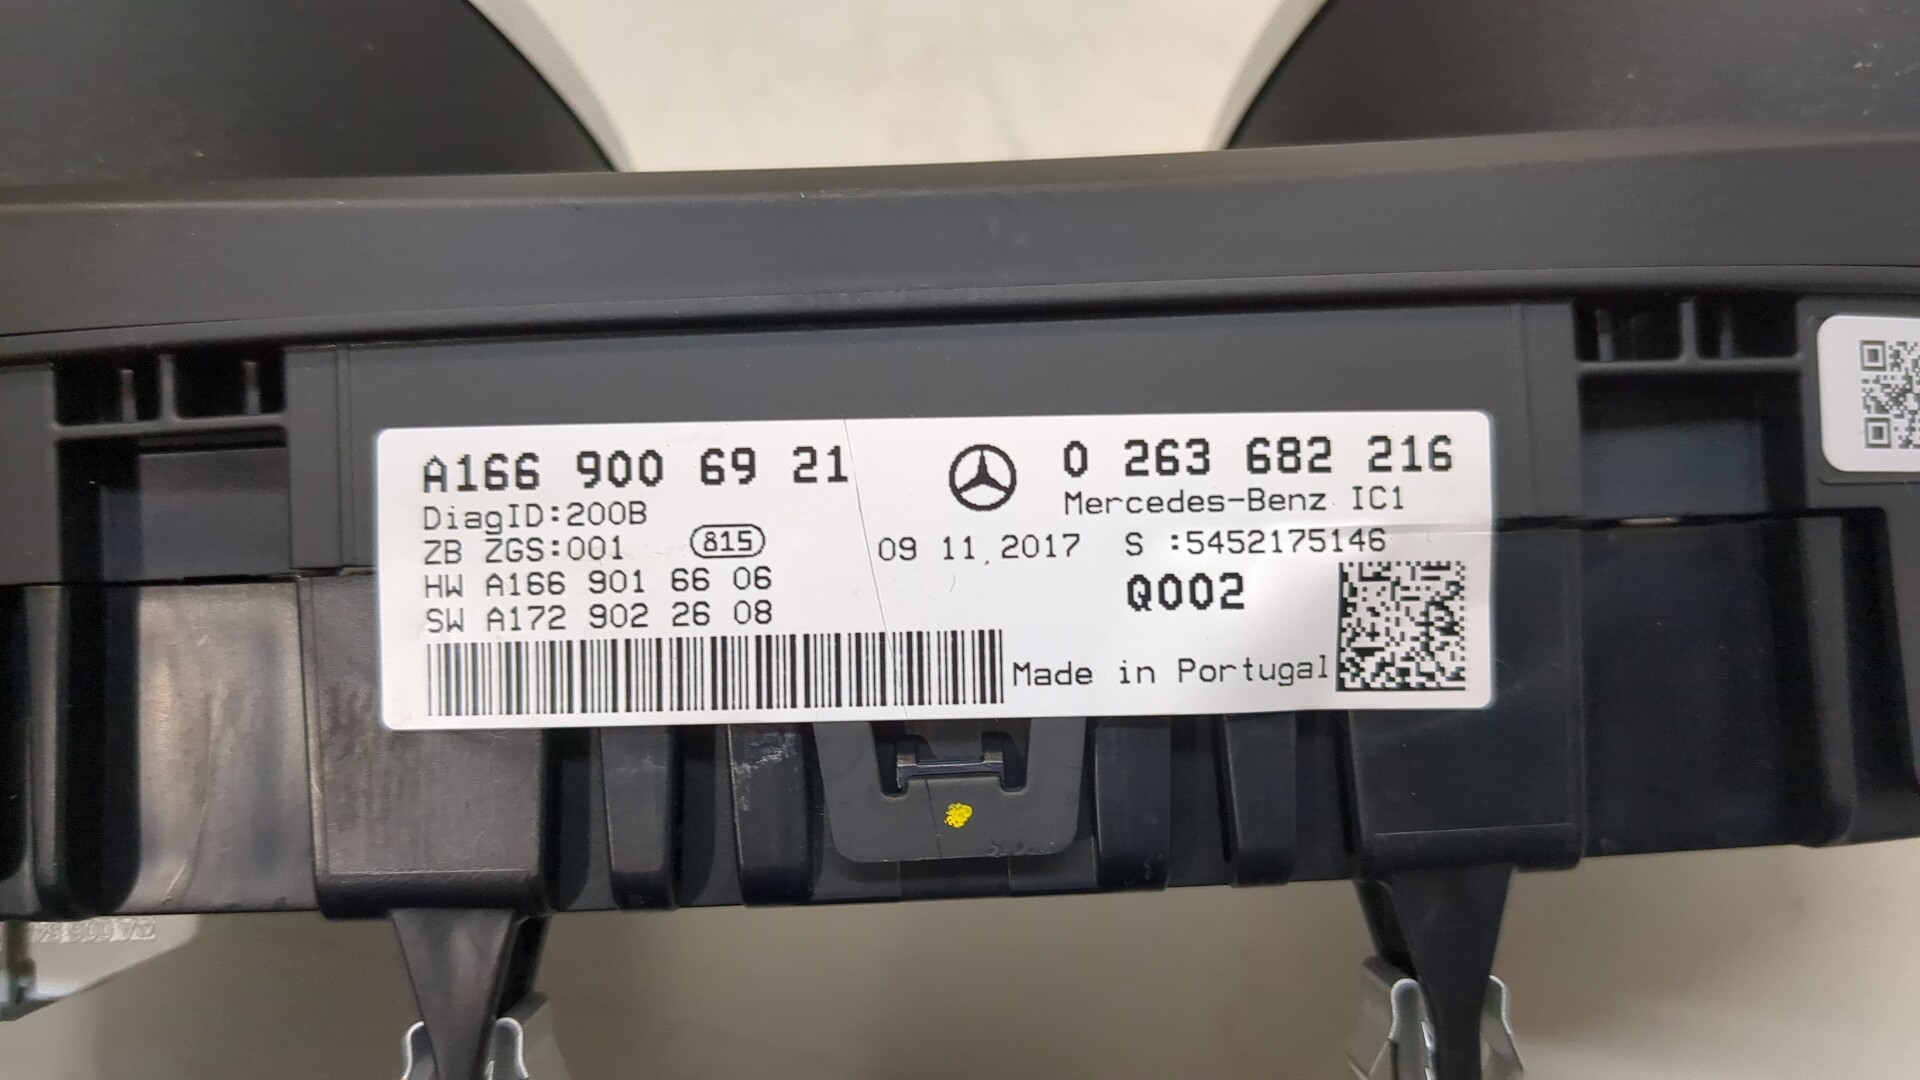 A166 900 69 21
DiagID:200B
ZB ZGS:001 815
HW A166 901 66 06
SW A172 902 26 08
0 263 682 216
Mercedes-Benz IC1
09 11.2017 S :5452175146
Q002
Made in Portugal